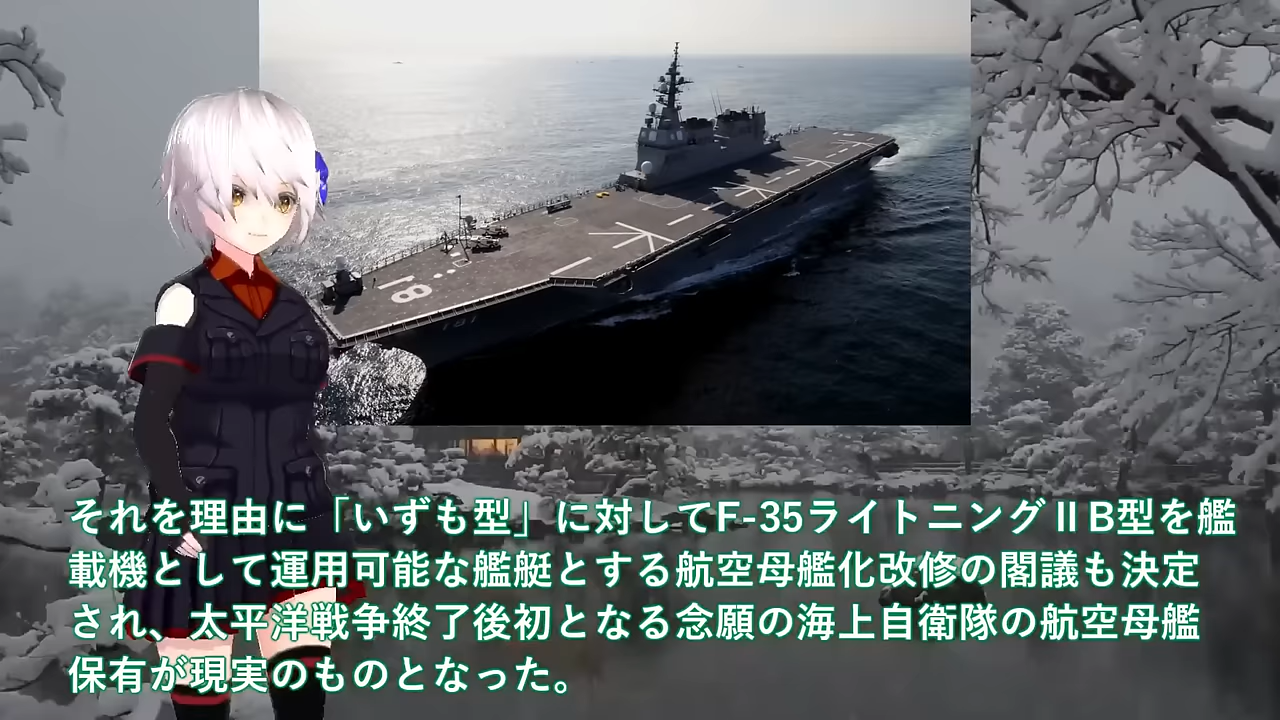 18
それを理由に「いずも型」に対してF-35ライトニングⅡB型を艦
載機として運用可能な艦艇とする航空母艦化改修の閣議も決定
され、太平洋戦争終了後初となる念願の海上自衛隊の航空母艦
保有が現実のものとなった。